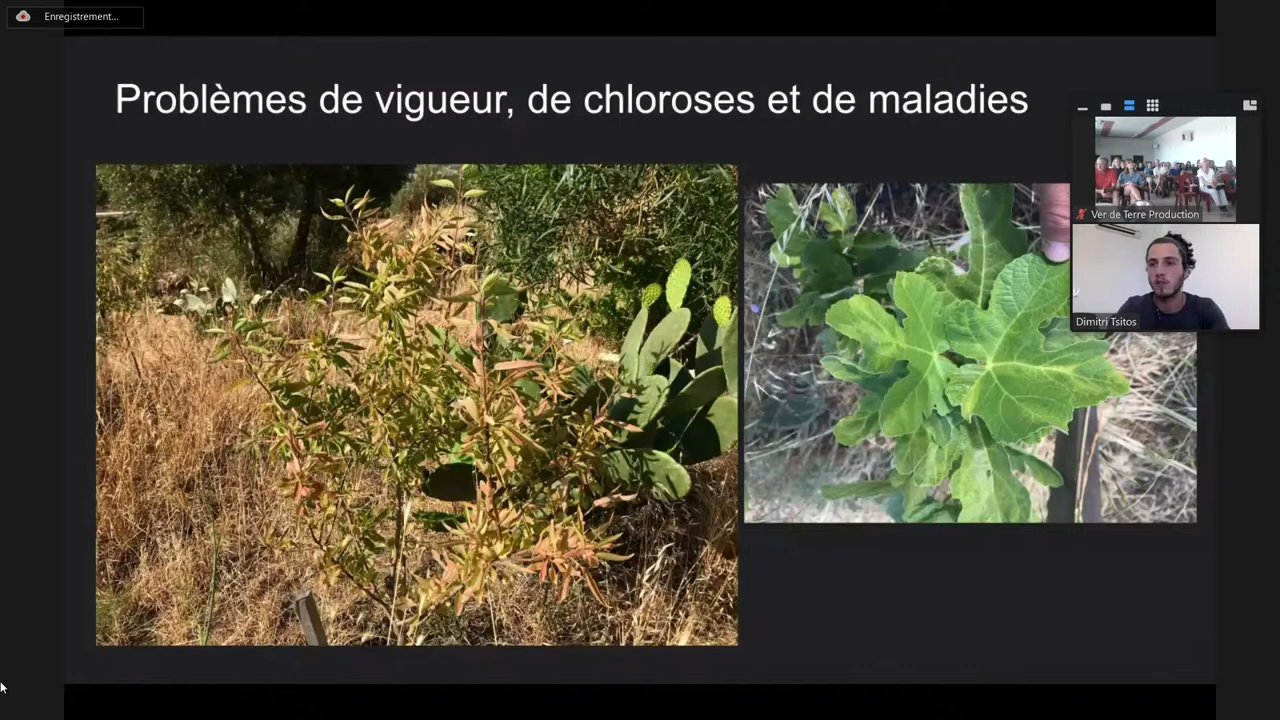 Enregistrement...
Problèmes de vigueur, de chloroses et de maladies
Ver de Terre Production
Dimitri Tsitos